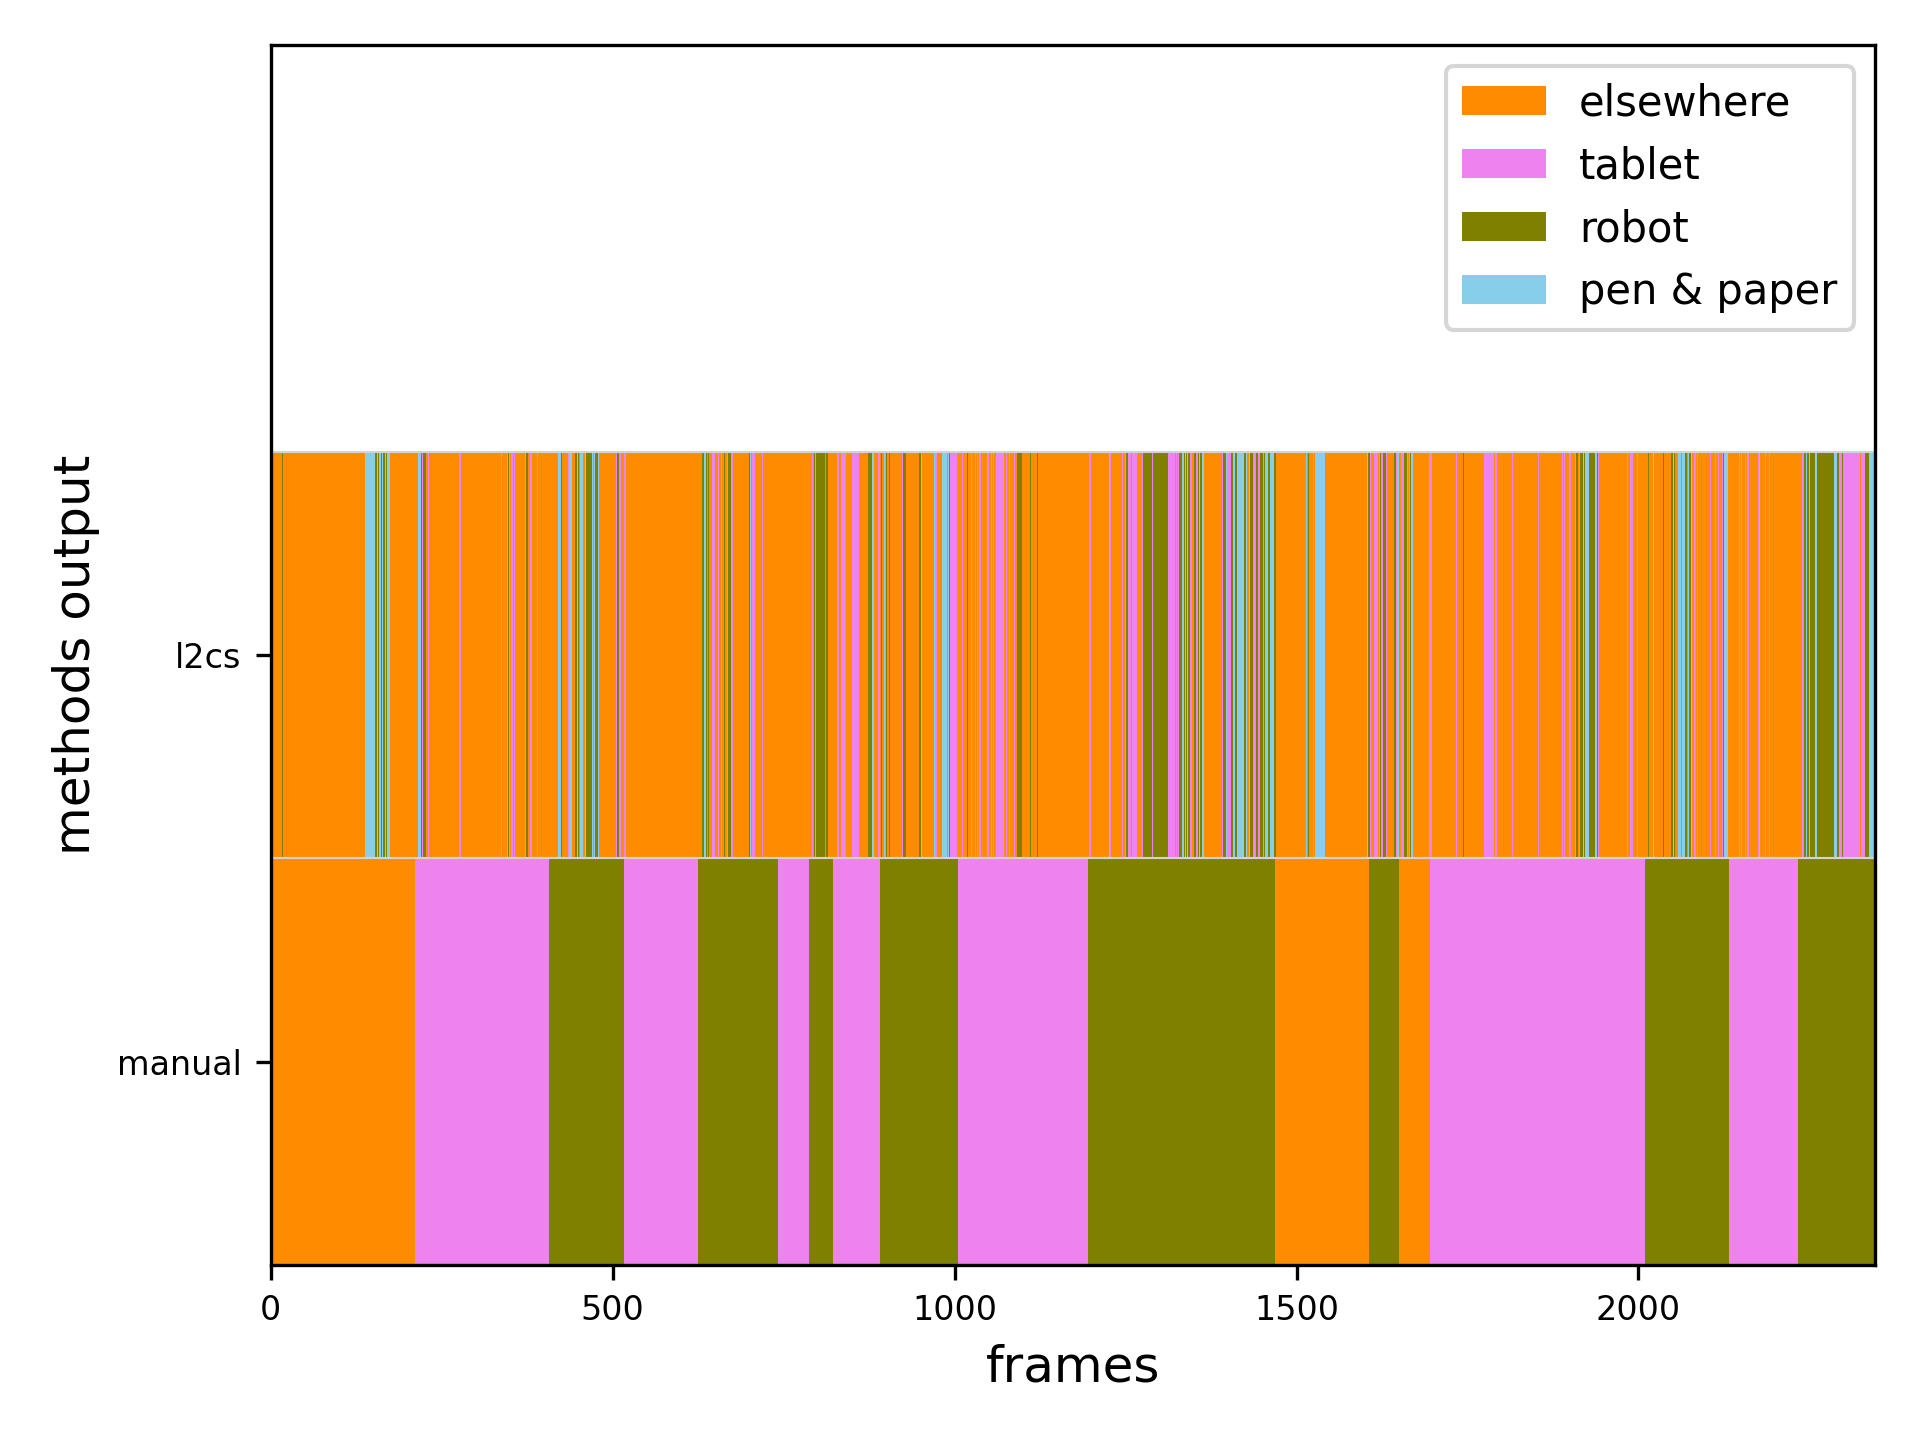 elsewhere
tablet
robot
pen & paper
methods output
l2cs
manual
0 500 1000 1500 2000
frames